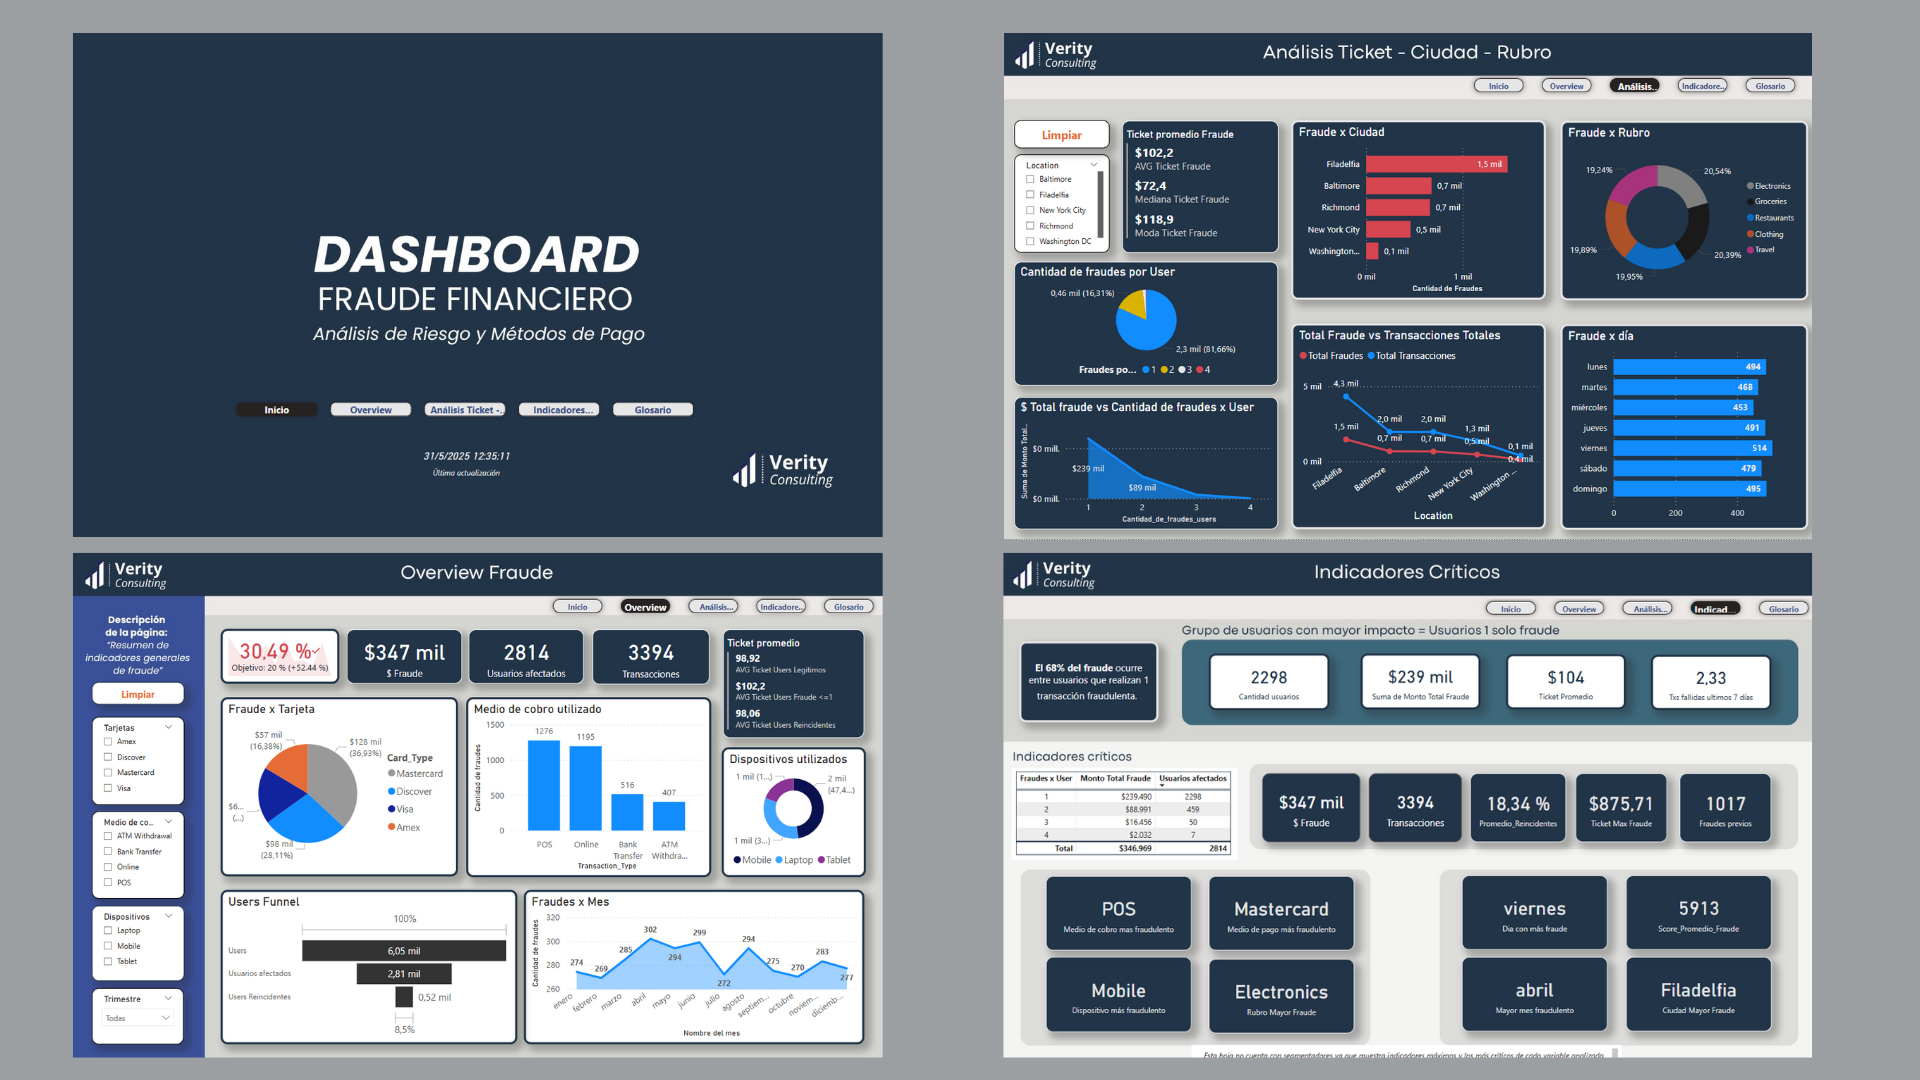 DASHBOARD
FRAUDE FINANCIERO
Análisis de Riesgo y Métodos de Pago
Inicio
Overview
Análisis Ticket -.
Indicadores...
Glosario
31/5/2025 12:35:11
Última actualización
Verity
Consulting
Verity
Consulting
Análisis Ticket - Ciudad - Rubro
Inicio
Overview
Análisis..
Indicadore..
Glosario
Limpiar
Location
Baltimore
Filadelfia
New York City
Richmond
Washington DC
Ticket promedio Fraude
$102,2
AVG Ticket Fraude
$72,4
Mediana Ticket Fraude
$118,9
Moda Ticket Fraude
Fraude x Ciudad
Filadelfia
1,5 mil
Baltimore
0,7 mil
Richmond
0,7 mil
New York City
0,5 mil
Washington...
0,1 mil
0 mil
1 mil
Cantidad de Fraudes
Fraude x Rubro
19,24%
20,54%
19,89%
20,39%
19,95%
Electronics
Groceries
Restaurants
Clothing
Travel
Cantidad de fraudes por User
0,46 mil (16,31%)
2,3 mil (81,66%)
Fraudes po...
1
2
3
4
$ Total fraude vs Cantidad de fraudes x User
Suma de Monto Total...
$0 mill.
$239 mil
$89 mil
$0 mill.
1
2
3
4
Cantidad_de_fraudes_users
Total Fraude vs Transacciones Totales
Total Fraudes
Total Transacciones
5 mil
4,3 mil
2,0 mil
2,0 mil
1,3 mil
0,1 mil
1,5 mil
0,7 mil
0,7 mil
0,5 mil
0,4 mil
0 mil
Filadelfia
Baltimore
Richmond
New York City
Washington ...
Location
Fraude x día
lunes
494
martes
468
miércoles
453
jueves
491
viernes
514
sábado
479
domingo
495
0
200
400
Verity
Consulting
Overview Fraude
Inicio
Overview
Análisis...
Indicadore..
Glosario
Descripción
de la página:
"Resumen de
indicadores generales
de fraude"
Limpiar
Tarjetas
Amex
Discover
Mastercard
Visa
Medio de co...
ATM Withdrawal
Bank Transfer
Online
POS
Dispositivos
Laptop
Mobile
Tablet
Trimestre
Todas
30,49 %
Objetivo: 20 % (+52.44 %)
$347 mil
$ Fraude
2814
Usuarios afectados
3394
Transacciones
Ticket promedio
98,92
AVG Ticket Users Legítimos
$102,2
AVG Ticket Users Fraude <=1
98,06
AVG Ticket Users Reincidentes
Fraude x Tarjeta
$57 mil
(16,38%)
$128 mil
(36,93%)
$6...
(...)
$98 mil
(28,11%)
Card_Type
Mastercard
Discover
Visa
Amex
Medio de cobro utilizado
Cantidad de fraudes
1500
1000
500
0
1276
1195
516
407
POS
Online
Bank
Transfer
ATM
Withdra...
Transaction_Type
Dispositivos utilizados
1 mil (1...)
2 mil
(47,4...)
1 mil (3...)
Mobile
Laptop
Tablet
Users Funnel
100%
Users
6,05 mil
Usuarios afectados
2,81 mil
Users Reincidentes
0,52 mil
8,5%
Fraudes x Mes
Cantidad de fraudes
320
300
280
260
274
269
285
302
294
299
272
294
275
270
283
277
enero
febrero
marzo
abril
mayo
junio
julio
agosto
septiem...
octubre
noviem...
diciemb...
Nombre del mes
Verity
Consulting
Indicadores Críticos
Inicio
Overview
Análisis...
Indicad...
Glosario
Grupo de usuarios con mayor impacto = Usuarios 1 solo fraude
El 68% del fraude ocurre
entre usuarios que realizan 1
transacción fraudulenta.
2298
Cantidad usuarios
$239 mil
Suma de Monto Total Fraude
$104
Ticket Promedio
2,33
Txs fallidas ultimos 7 días
Indicadores críticos
Fraudes x User Monto Total Fraude Usuarios afectados
1 $239.490 2298
2 $88.991 459
3 $16.456 50
4 $2.032 7
Total $346.969 2814
$347 mil
$ Fraude
3394
Transacciones
18,34 %
Promedio_Reincidentes
$875,71
Ticket Max Fraude
1017
Fraudes previos
POS
Medio de cobro mas fraudulento
Mastercard
Medio de pago más fraudulento
Mobile
Dispositivo más fraudulento
Electronics
Rubro Mayor Fraude
viernes
Dia con más fraude
5913
Score_Promedio_Fraude
abril
Mayor mes fraudulento
Filadelfia
Ciudad Mayor Fraude
Esta hoja no cuenta con segmentadores ya que muestra indicadores máximos y los más críticos de cada variable analizada.